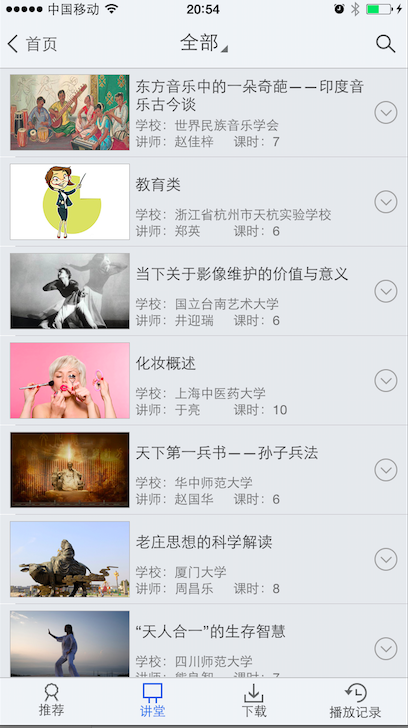 中国移动
20:54
首页
全部
东方音乐中的一朵奇葩——印度音
乐古今谈
学校：世界民族音乐学会
讲师：赵佳梓 课时：7
教育类
学校：浙江省杭州市天杭实验学校
讲师：郑英 课时：6
当下关于影像维护的价值与意义
学校：国立台南艺术大学
讲师：井迎瑞 课时：6
化妆概述
学校：上海中医药大学
讲师：于亮 课时：10
天下第一兵书——孙子兵法
学校：华中师范大学
讲师：赵国华 课时：6
老庄思想的科学解读
学校：厦门大学
讲师：周昌乐 课时：8
“天人合一”的生存智慧
学校：四川师范大学
推荐
讲堂
下载
播放记录